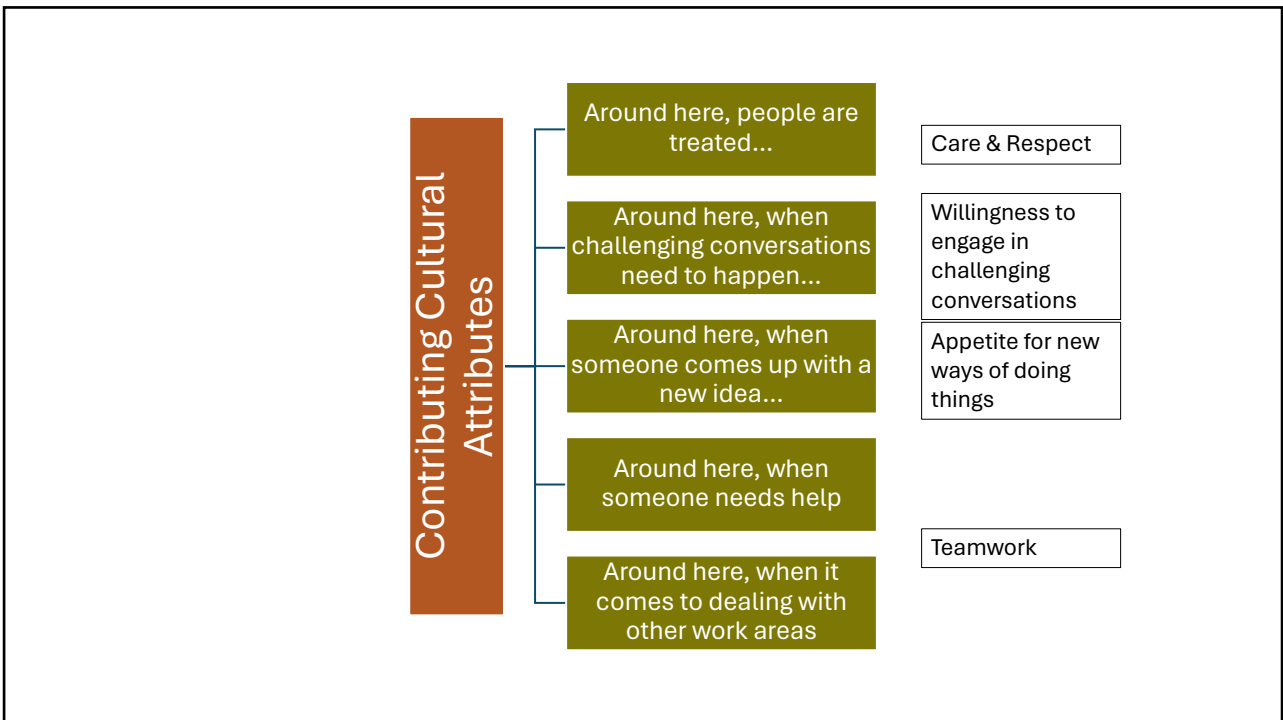 Contributing Cultural
Attributes
Around here, people are
treated...
Care & Respect
Around here, when
challenging conversations
need to happen...
Willingness to
engage in
challenging
conversations
Around here, when
someone comes up with a
new idea...
Appetite for new
ways of doing
things
Around here, when
someone needs help
Teamwork
Around here, when it
comes to dealing with
other work areas